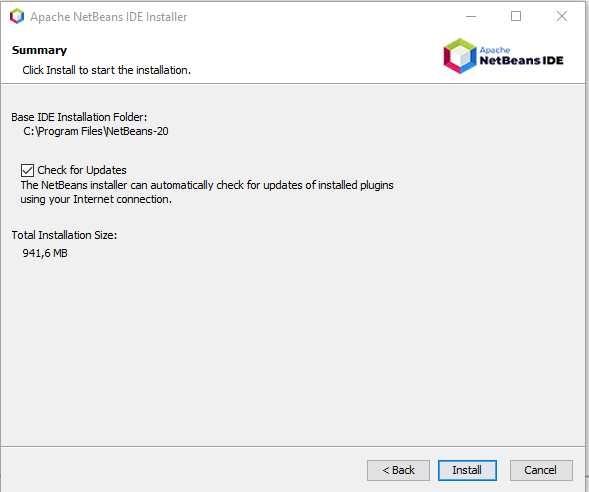 Apache NetBeans IDE Installer
Summary
Click Install to start the installation.
Apache
NetBeans IDE
Base IDE Installation Folder:
C:\Program Files\NetBeans-20
Check for Updates
The NetBeans installer can automatically check for updates of installed plugins
using your Internet connection.
Total Installation Size:
941,6 MB
< Back
Install
Cancel